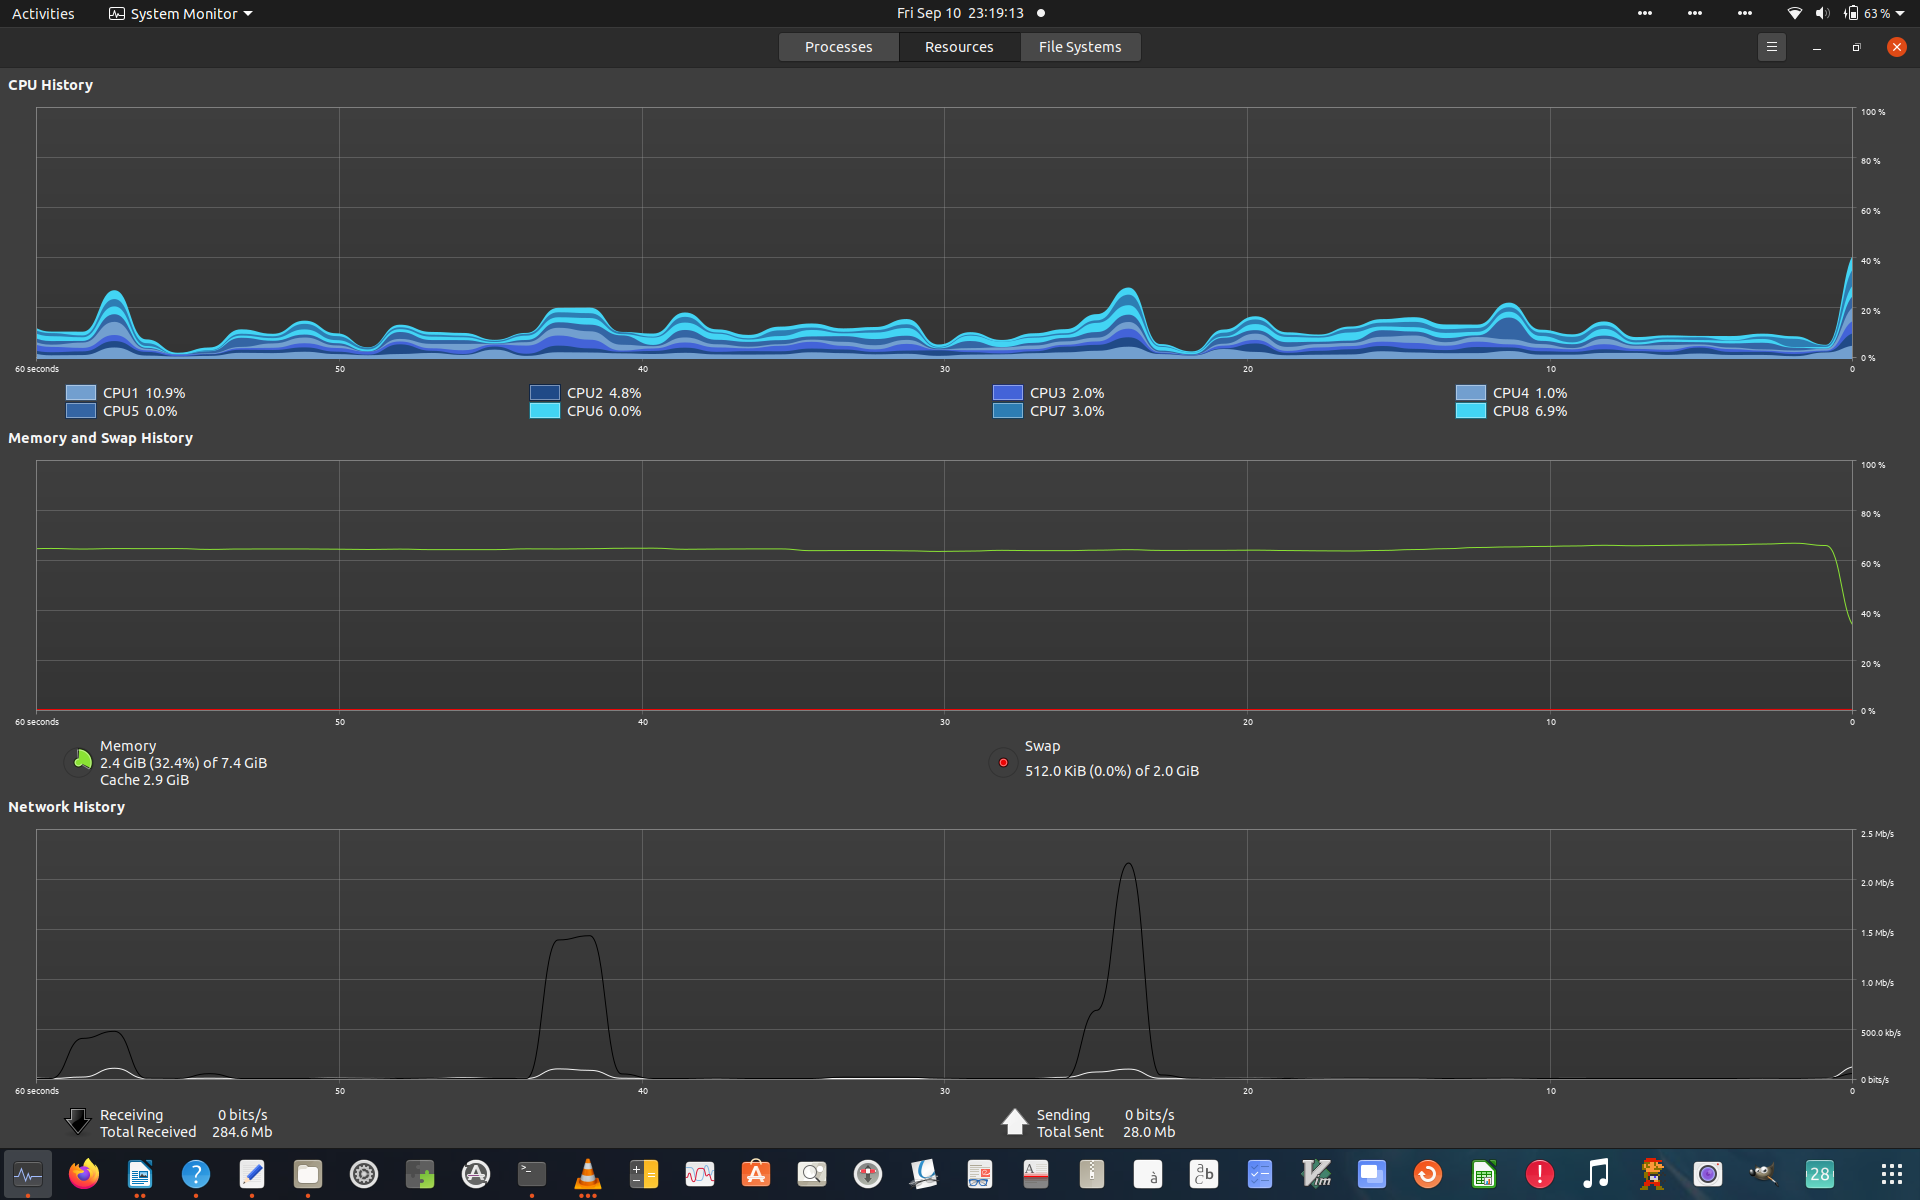 Activities System Monitor Fri Sep 10 23:19:13 63 %
Processes Resources File Systems
CPU History
100 %
80 %
60 %
40 %
20 %
0 %
60 seconds 50 40 30 20 10 0
CPU1 10.9% CPU2 4.8% CPU3 2.0% CPU4 1.0%
CPU5 0.0% CPU6 0.0% CPU7 3.0% CPU8 6.9%
Memory and Swap History
100 %
80 %
60 %
40 %
20 %
0 %
60 seconds 50 40 30 20 10 0
Memory Swap
2.4 GiB (32.4%) of 7.4 GiB 512.0 KiB (0.0%) of 2.0 GiB
Cache 2.9 GiB
Network History
2.5 Mb/s
2.0 Mb/s
1.5 Mb/s
1.0 Mb/s
500.0 kb/s
0 bits/s
60 seconds 50 40 30 20 10 0
Receiving 0 bits/s Sending 0 bits/s
Total Received 284.6 Mb Total Sent 28.0 Mb
? >_ A à a b c Vim ! 28